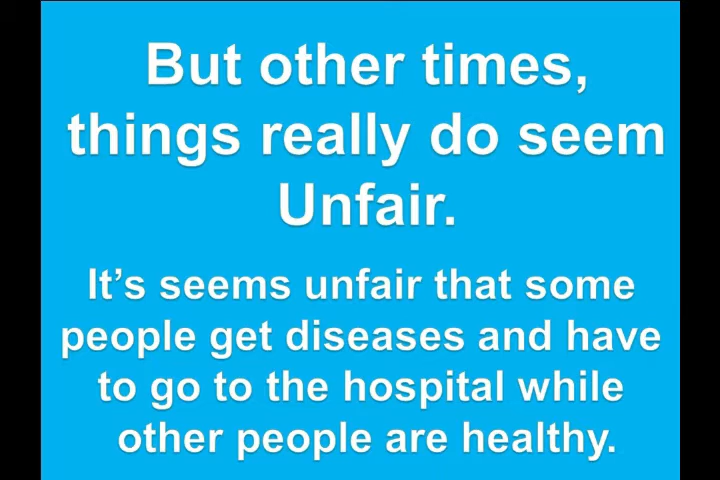 But other times,
things really do seem
Unfair.
It’s seems unfair that some
people get diseases and have
to go to the hospital while
other people are healthy.